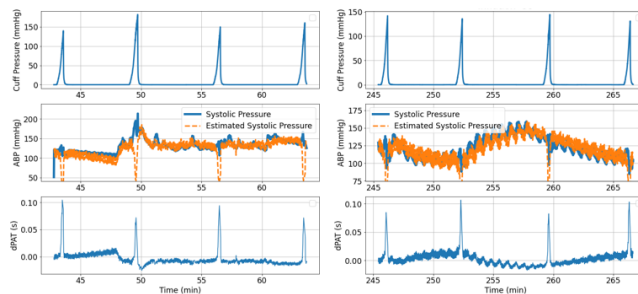 Cuff Pressure (mmHg)
150
100
50
0
45 50 55 60
ABP (mmHg)
200
150
100
50
Systolic Pressure
Estimated Systolic Pressure
45 50 55 60
dPAT (s)
0.10
0.05
0.00
45 50 55 60
Time (min)
Cuff Pressure (mmHg)
150
100
50
0
245 250 255 260 265
ABP (mmHg)
175
150
125
100
75
Systolic Pressure
Estimated Systolic Pressure
245 250 255 260 265
dPAT (s)
0.10
0.05
0.00
245 250 255 260 265
Time (min)